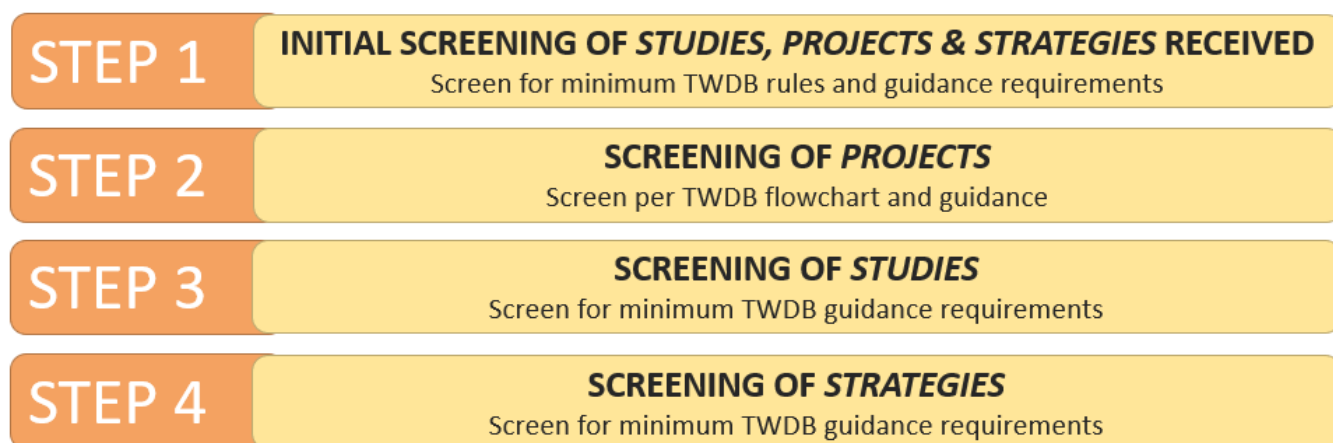 STEP 1
INITIAL SCREENING OF STUDIES, PROJECTS & STRATEGIES RECEIVED
Screen for minimum TWDB rules and guidance requirements
STEP 2
SCREENING OF PROJECTS
Screen per TWDB flowchart and guidance
STEP 3
SCREENING OF STUDIES
Screen for minimum TWDB guidance requirements
STEP 4
SCREENING OF STRATEGIES
Screen for minimum TWDB guidance requirements